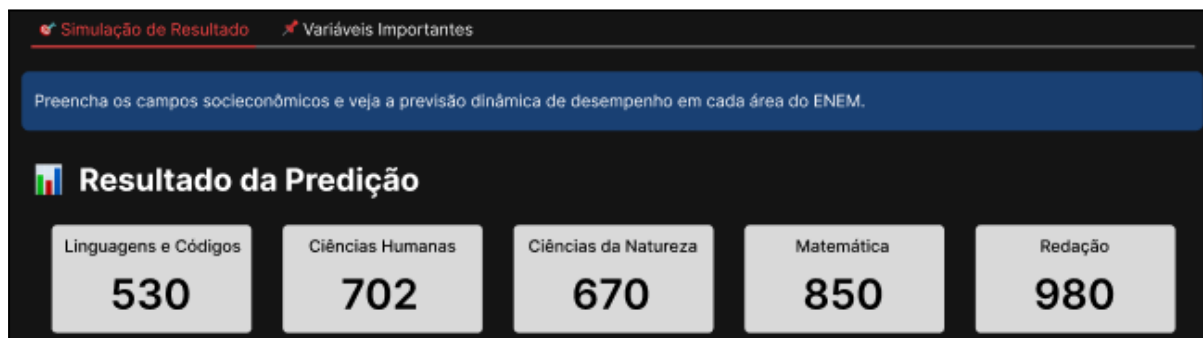 Simulação de Resultado Variáveis Importantes
Preencha os campos socieconômicos e veja a previsão dinâmica de desempenho em cada área do ENEM.
Resultado da Predição
Linguagens e Códigos Ciências Humanas Ciências da Natureza Matemática Redação
530 702 670 850 980